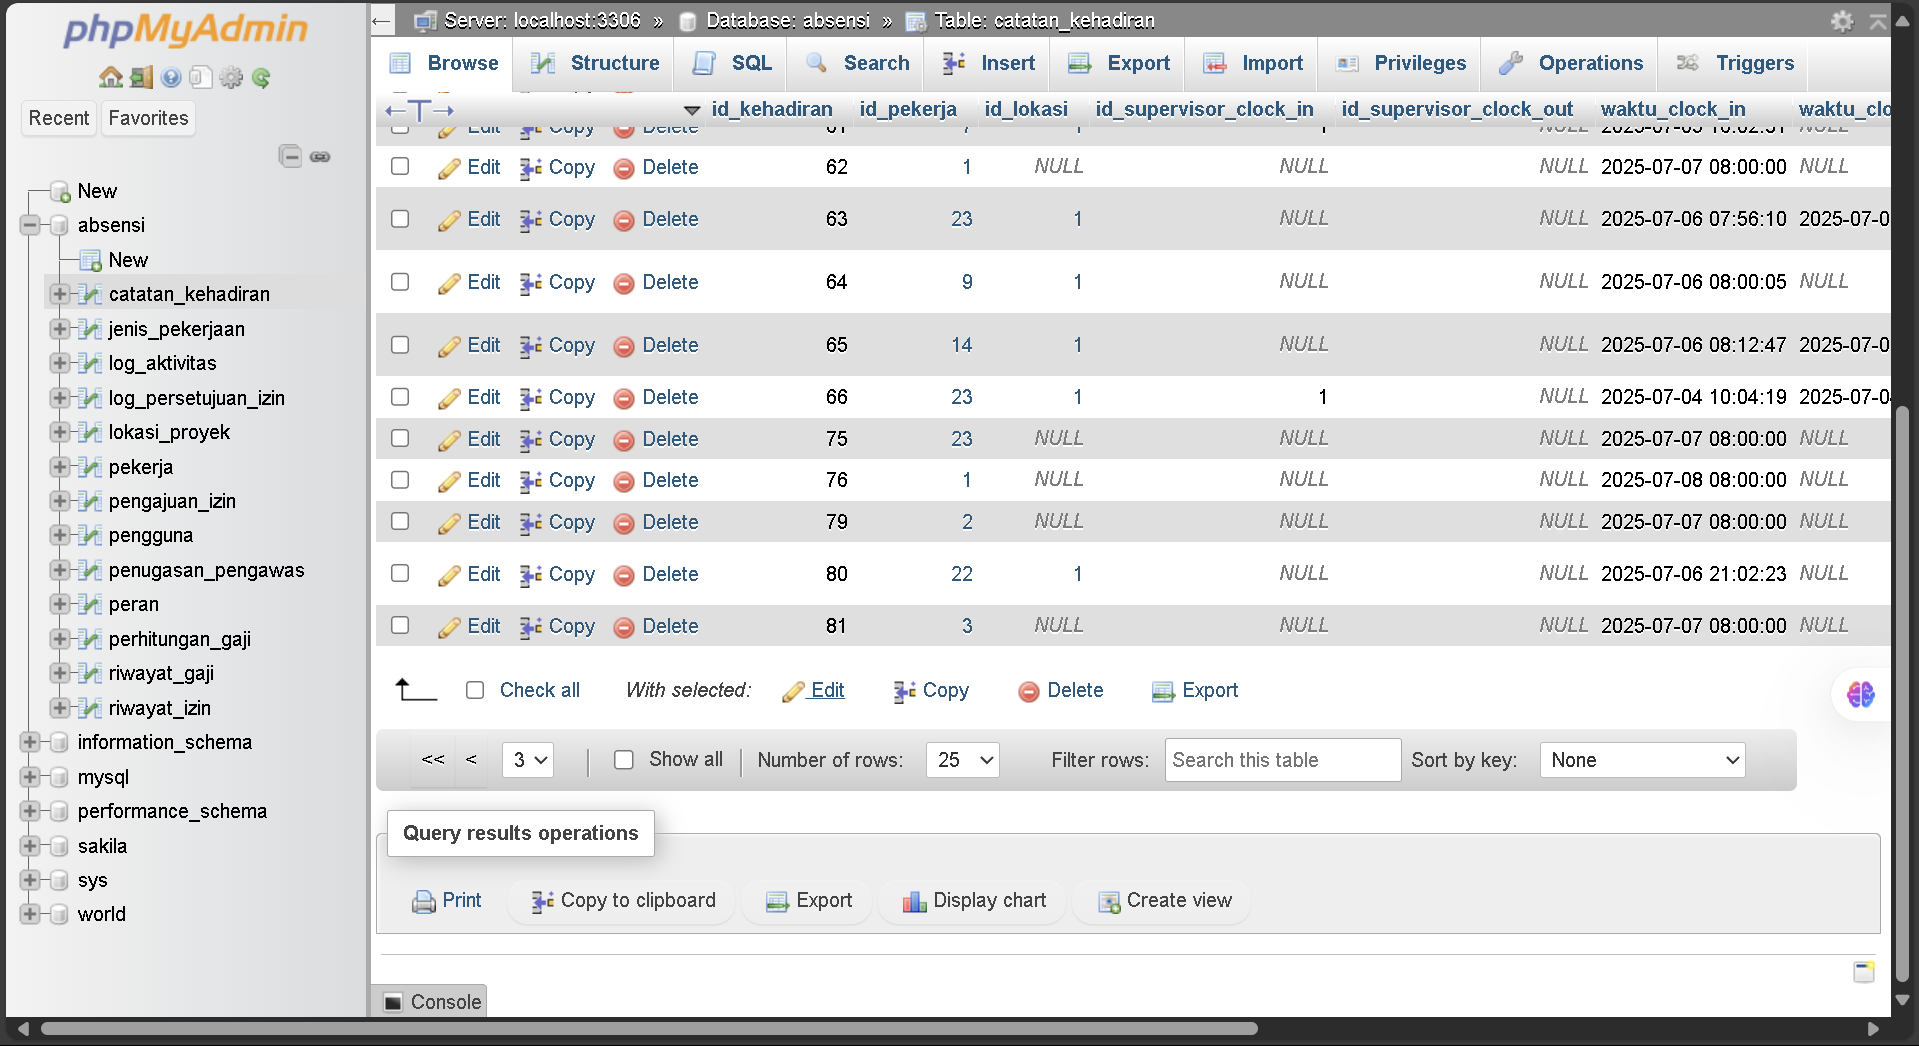 phpMyAdmin
Recent
Favorites
New
absensi
New
catatan_kehadiran
jenis_pekerjaan
log_aktivitas
log_persetujuan_izin
lokasi_proyek
pekerja
pengajuan_izin
pengguna
penugasan_pengawas
peran
perhitungan_gaji
riwayat_gaji
riwayat_izin
information_schema
mysql
performance_schema
sakila
sys
world
Server: localhost:3306 » Database: absensi » Table: catatan_kehadiran
Browse Structure SQL Search Insert Export Import Privileges Operations Triggers
←T→ id_kehadiran id_pekerja id_lokasi id_supervisor_clock_in id_supervisor_clock_out waktu_clock_in waktu_clo
Edit Copy Delete 61 7 1 1 NULL
Edit Copy Delete 62 1 NULL NULL NULL 2025-07-07 08:00:00 NULL
Edit Copy Delete 63 23 1 NULL NULL 2025-07-06 07:56:10 2025-07-0
Edit Copy Delete 64 9 1 NULL NULL 2025-07-06 08:00:05 NULL
Edit Copy Delete 65 14 1 NULL NULL 2025-07-06 08:12:47 2025-07-0
Edit Copy Delete 66 23 1 1 NULL 2025-07-04 10:04:19 2025-07-0
Edit Copy Delete 75 23 NULL NULL NULL 2025-07-07 08:00:00 NULL
Edit Copy Delete 76 1 NULL NULL NULL 2025-07-08 08:00:00 NULL
Edit Copy Delete 79 2 NULL NULL NULL 2025-07-07 08:00:00 NULL
Edit Copy Delete 80 22 1 NULL NULL 2025-07-06 21:02:23 NULL
Edit Copy Delete 81 3 NULL NULL NULL 2025-07-07 08:00:00 NULL
Check all With selected: Edit Copy Delete Export
<< < 3 | Show all | Number of rows: 25 Filter rows: Search this table Sort by key: None
Query results operations
Print Copy to clipboard Export Display chart Create view
Console